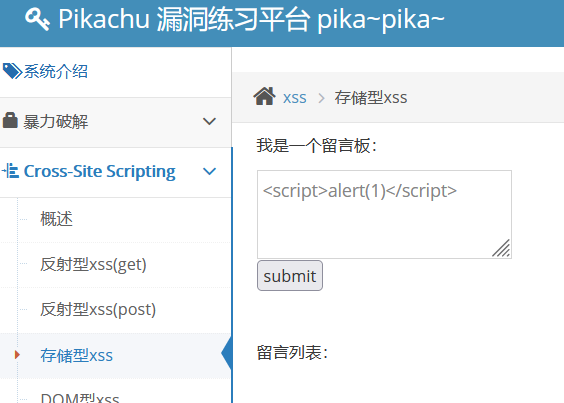 Pikachu 漏洞练习平台 pika~pika~
系统介绍
暴力破解
Cross-Site Scripting
概述
反射型xss(get)
反射型xss(post)
存储型xss
DOM型xss
xss > 存储型xss
我是一个留言板：
<script>alert(1)</script>
submit
留言列表：